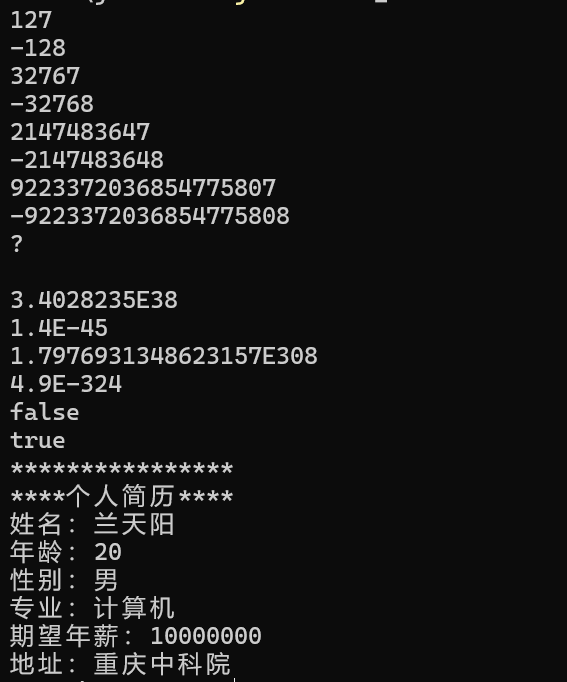 127
-128
32767
-32768
2147483647
-2147483648
9223372036854775807
-9223372036854775808
?
3.4028235E38
1.4E-45
1.7976931348623157E308
4.9E-324
false
true
****************
****个人简历****
姓名: 兰天阳
年龄: 20
性别: 男
专业: 计算机
期望年薪: 10000000
地址: 重庆中科院